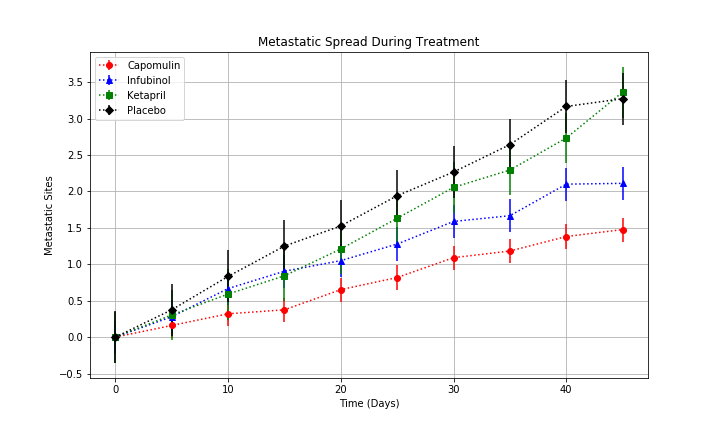 Metastatic Spread During Treatment
Capomulin
Infubinol
Ketapril
Placebo
Metastatic Sites
3.5
3.0
2.5
2.0
1.5
1.0
0.5
0.0
−0.5
0 10 20 30 40
Time (Days)